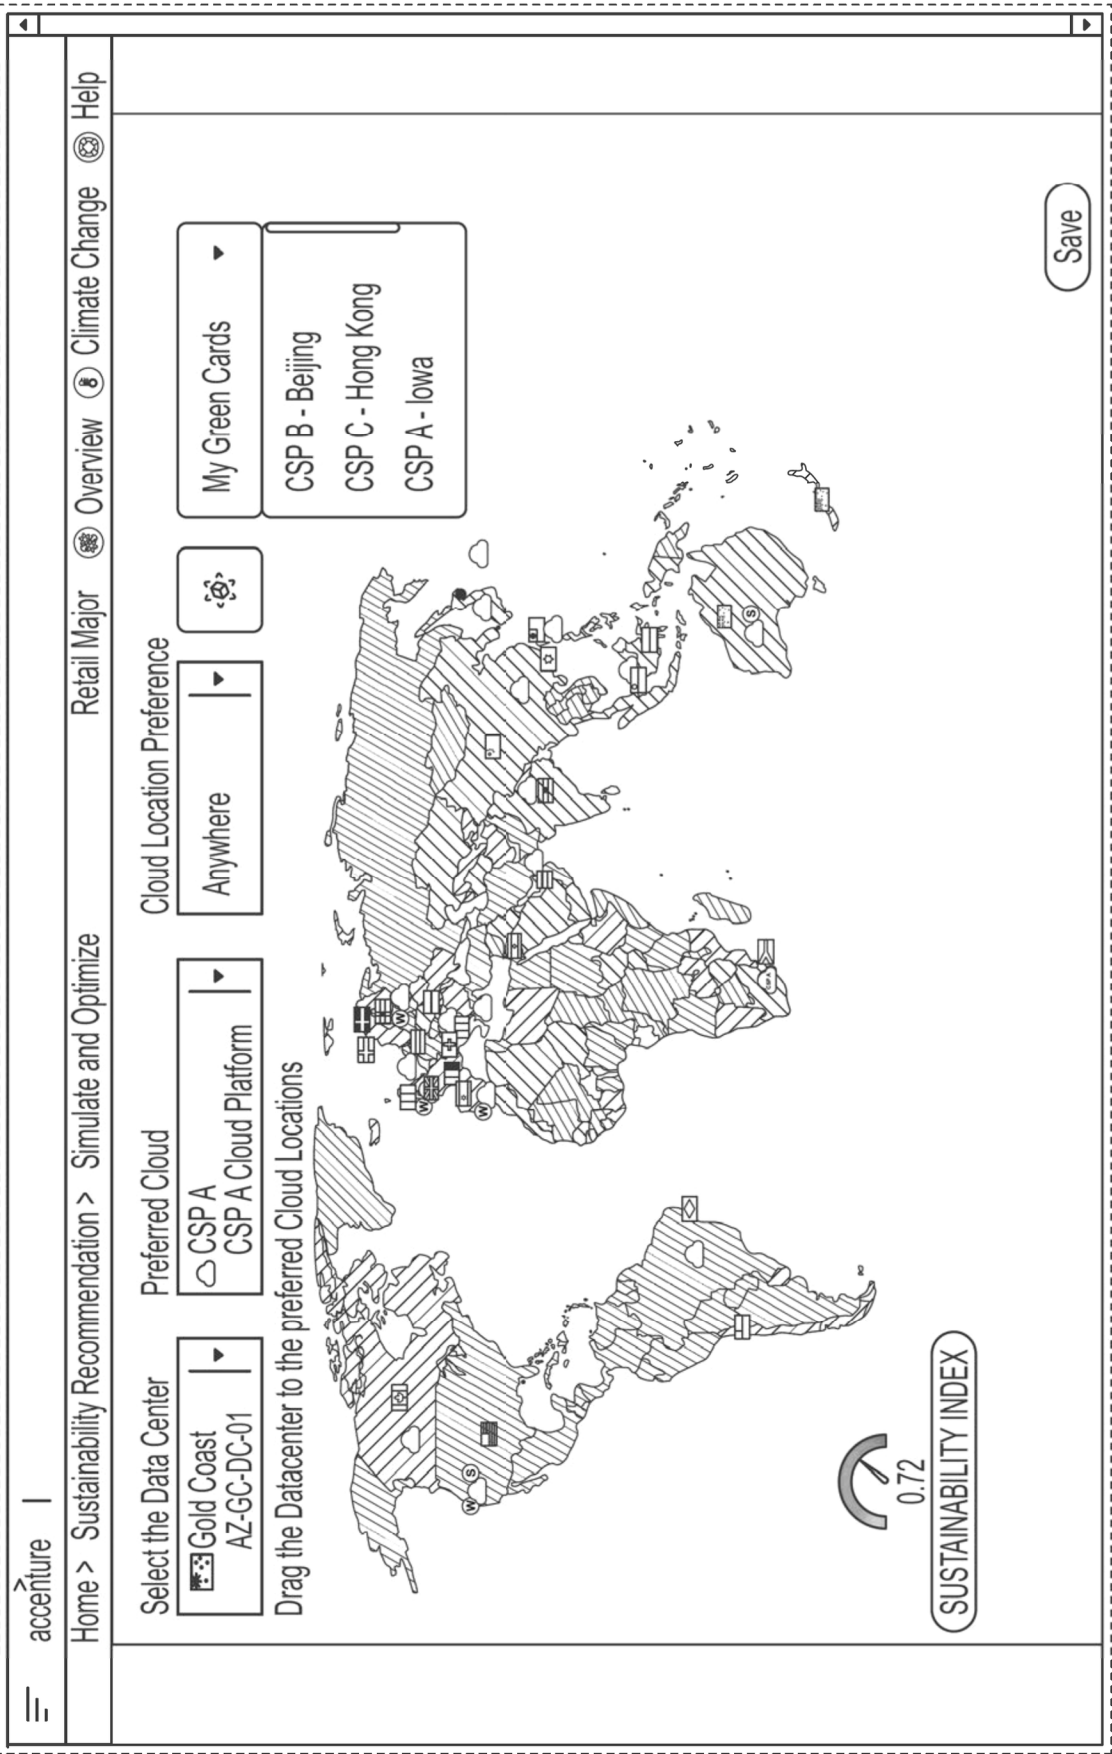 accenture
Home > Sustainability Recommendation > Simulate and Optimize
Retail Major Overview Climate Change Help
Select the Data Center
Preferred Cloud
Cloud Location Preference
Gold Coast
AZ-GC-DC-01
CSP A
CSP A Cloud Platform
Anywhere
My Green Cards
CSP B - Beijing
CSP C - Hong Kong
CSP A - Iowa
Drag the Datacenter to the preferred Cloud Locations
W
W
W
W
S
S
CSP A
0.72
SUSTAINABILITY INDEX
Save